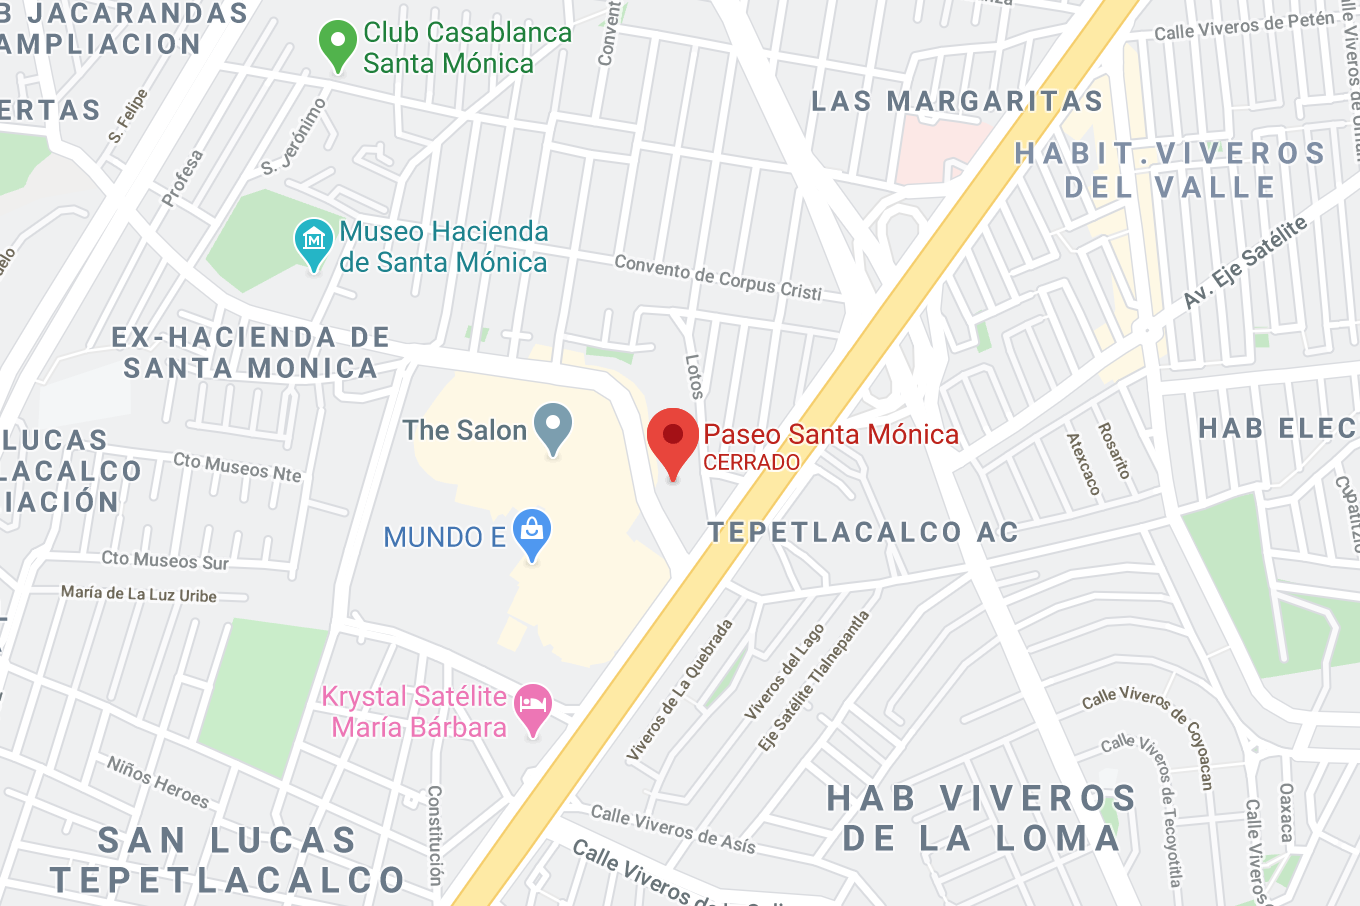 B JACARANDAS
AMPLIACION
Club Casablanca
Santa Mónica
Convent
Calle Viveros de Petén
LAS MARGARITAS
ERTAS
S. Felipe
S. Jerónimo
Profesa
HABIT. VIVEROS
DEL VALLE
Museo Hacienda
de Santa Mónica
Convento de Corpus Cristi
Av. Eje Satélite
EX-HACIENDA DE
SANTA MONICA
Lotos
The Salon
Paseo Santa Mónica
CERRADO
HAB ELEC
Rosarito
Atexcaco
LUCAS
LACALCO
IACIÓN
Cto Museos Nte
MUNDO E
TEPETLACALCO AC
Cto Museos Sur
María de La Luz Uribe
Viveros de La Quebrada
Viveros del Lago
Eje Satélite Tlalnepantla
Krystal Satélite
María Bárbara
Calle Viveros de Coyoacan
Calle Viveros de Tecoyotitla
Niños Heroes
Constitución
HAB VIVEROS
DE LA LOMA
Oaxaca
Calle Viveros
Calle Viveros de Asís
SAN LUCAS
TEPETLACALCO
Calle Viveros de la